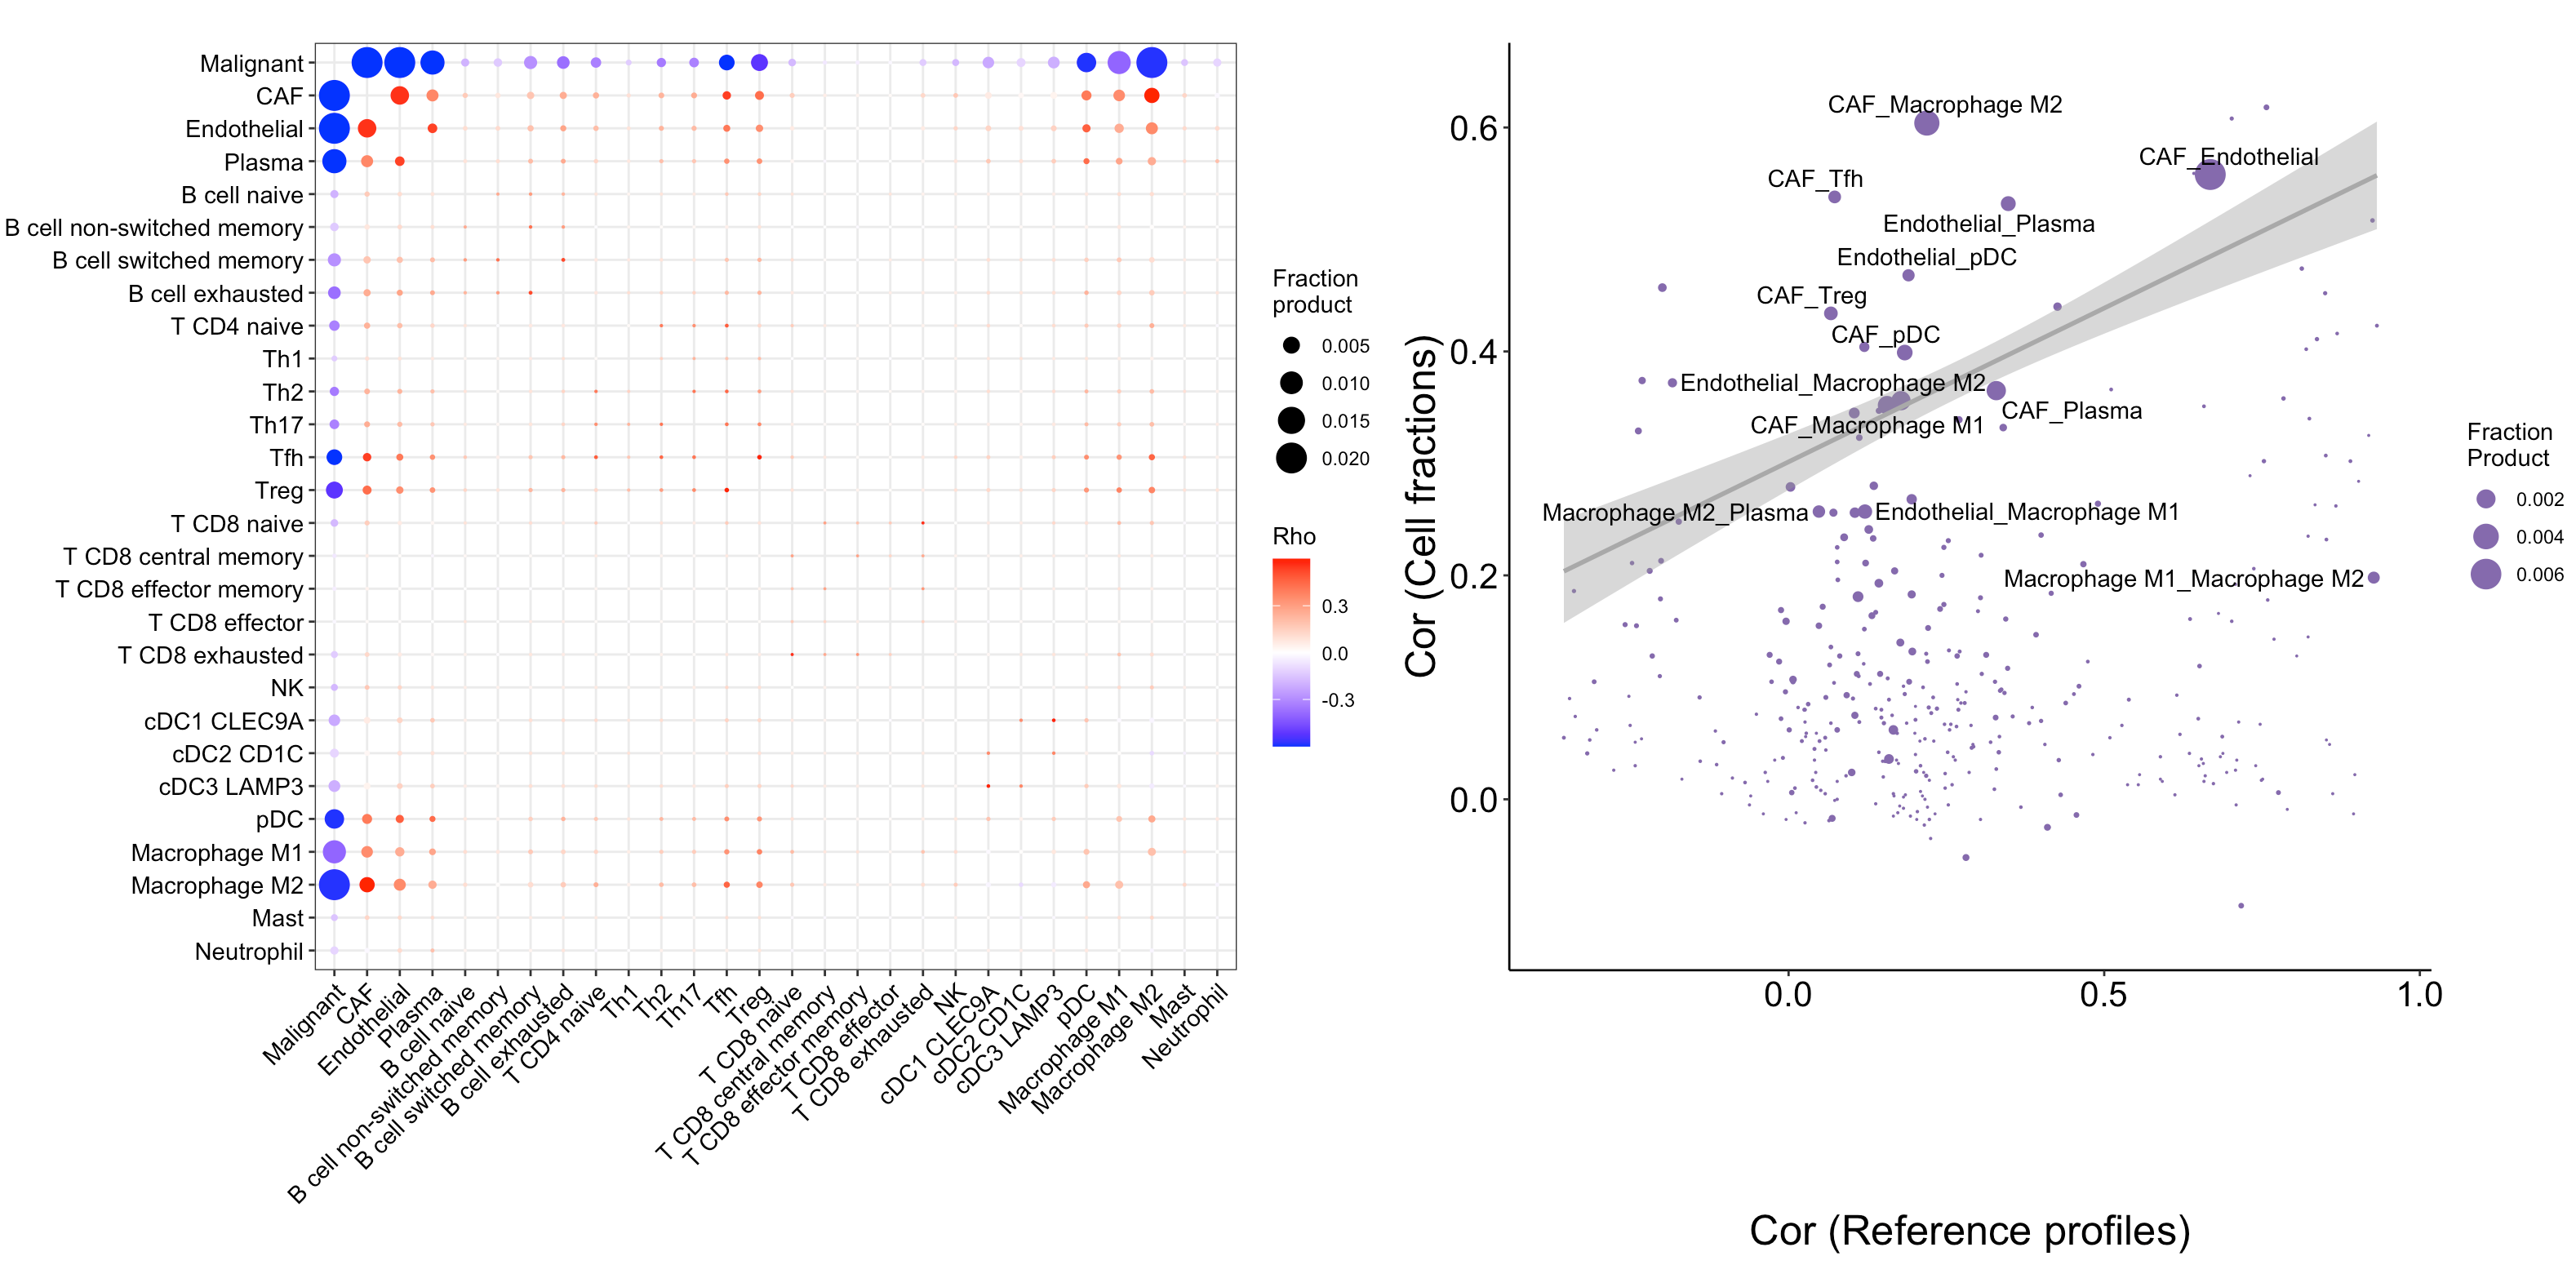 Malignant
CAF
Endothelial
Plasma
B cell naive
B cell non-switched memory
B cell switched memory
B cell exhausted
T CD4 naive
Th1
Th2
Th17
Tfh
Treg
T CD8 naive
T CD8 central memory
T CD8 effector memory
T CD8 effector
T CD8 exhausted
NK
cDC1 CLEC9A
cDC2 CD1C
cDC3 LAMP3
pDC
Macrophage M1
Macrophage M2
Mast
Neutrophil
Malignant
CAF
Endothelial
Plasma
B cell naive
B cell non-switched memory
B cell switched memory
B cell exhausted
T CD4 naive
Th1
Th2
Th17
Tfh
Treg
T CD8 naive
T CD8 central memory
T CD8 effector memory
T CD8 effector
T CD8 exhausted
NK
cDC1 CLEC9A
cDC2 CD1C
cDC3 LAMP3
pDC
Macrophage M1
Macrophage M2
Mast
Neutrophil
Fraction
product
0.005
0.010
0.015
0.020
Rho
0.3
0.0
-0.3
Cor (Cell fractions)
0.6
0.4
0.2
0.0
CAF_Macrophage M2
CAF_Endothelial
CAF_Tfh
Endothelial_Plasma
Endothelial_pDC
CAF_Treg
CAF_pDC
Endothelial_Macrophage M2
CAF_Plasma
CAF_Macrophage M1
Macrophage M2_Plasma
Endothelial_Macrophage M1
Macrophage M1_Macrophage M2
0.0
0.5
1.0
Cor (Reference profiles)
Fraction
Product
0.002
0.004
0.006